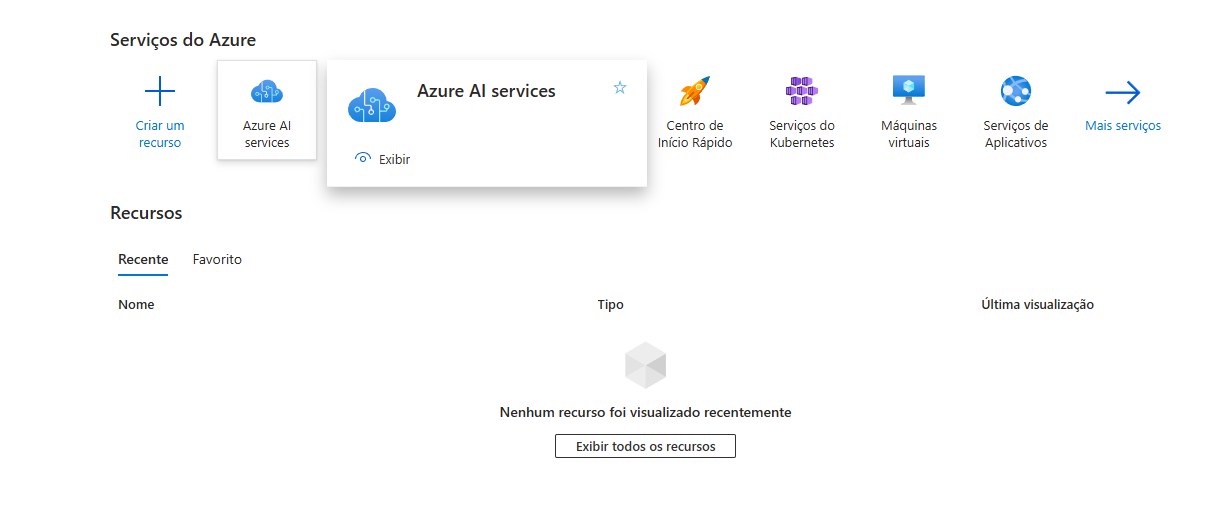 Serviços do Azure
Criar um
recurso
Azure AI
services
Azure AI services
Exibir
Centro de
Início Rápido
Serviços do
Kubernetes
Máquinas
virtuais
Serviços de
Aplicativos
Mais serviços
Recursos
Recente
Favorito
Nome
Tipo
Última visualização
Nenhum recurso foi visualizado recentemente
Exibir todos os recursos